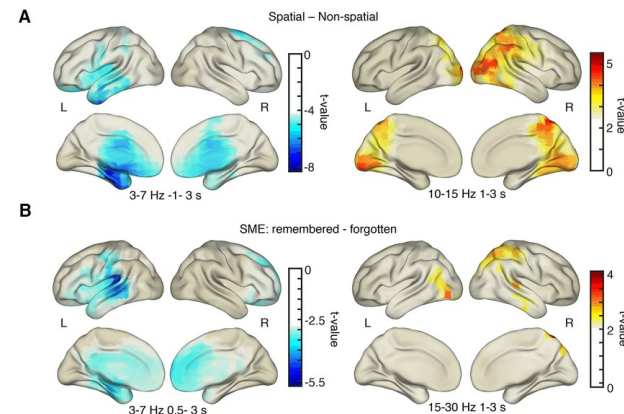 A
Spatial – Non-spatial
0
-4
-8
t-value
5
2
0
t-value
L
R
L
R
3-7 Hz -1- 3 s
10-15 Hz 1-3 s
B
SME: remembered - forgotten
0
-2.5
-5.5
t-value
4
2
0
t-value
L
R
L
R
3-7 Hz 0.5- 3 s
15-30 Hz 1-3 s